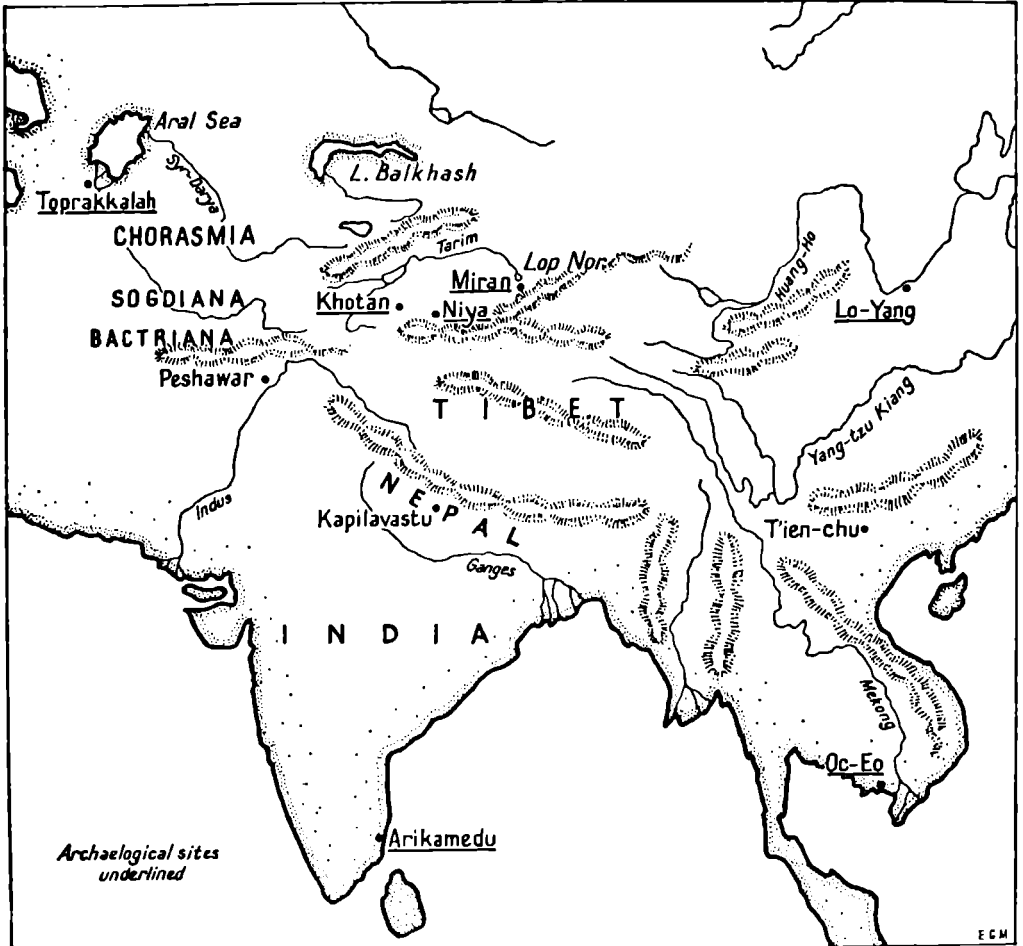 Aral Sea
Syr-Darya
L. Balkhash
Toprakkalah
CHORASMIA
Tarim
Lop Nor
Huang-Ho
Miran
Khotan
Niya
Lo-Yang
SOGDIANA
BACTRIANA
Peshawar
TIBET
Yang-tzu Kiang
Indus
NEPAL
Kapilavastu
T'ien-chu
Ganges
INDIA
Mekong
Oc-Eo
Arikamedu
Archaelogical sites
underlined
EGM